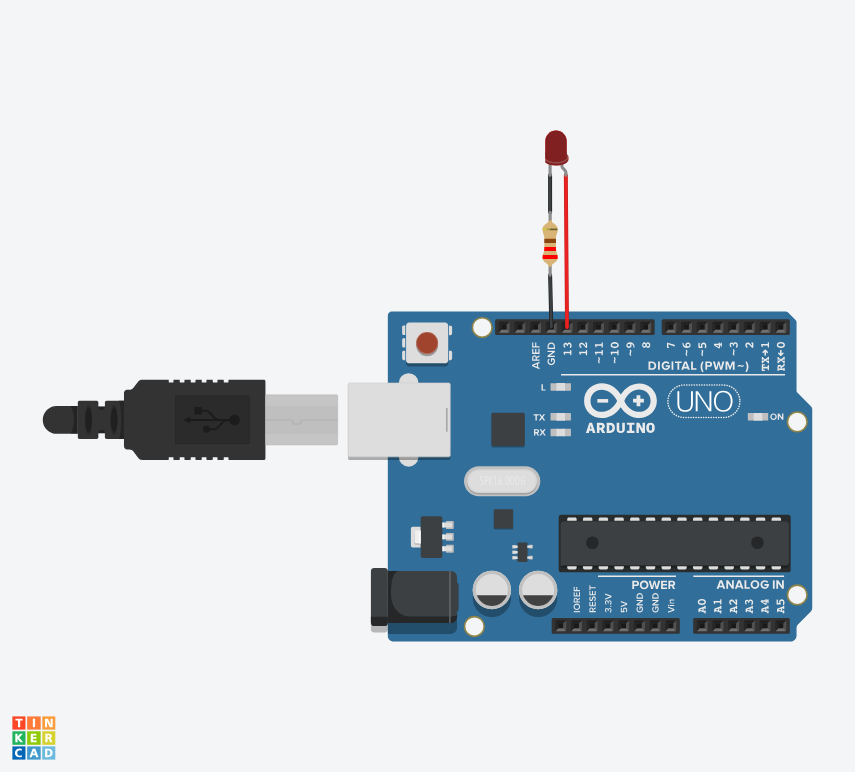 AREF
GND
13
12
~11
~10
~9
8
7
~6
~5
4
~3
2
TX→1
RX←0
DIGITAL (PWM~)
L
TX
RX
ARDUINO
UNO
ON
SPK16.000G
POWER
ANALOG IN
IOREF
RESET
3.3V
5V
GND
GND
Vin
A0
A1
A2
A3
A4
A5
TIN
KER
CAD